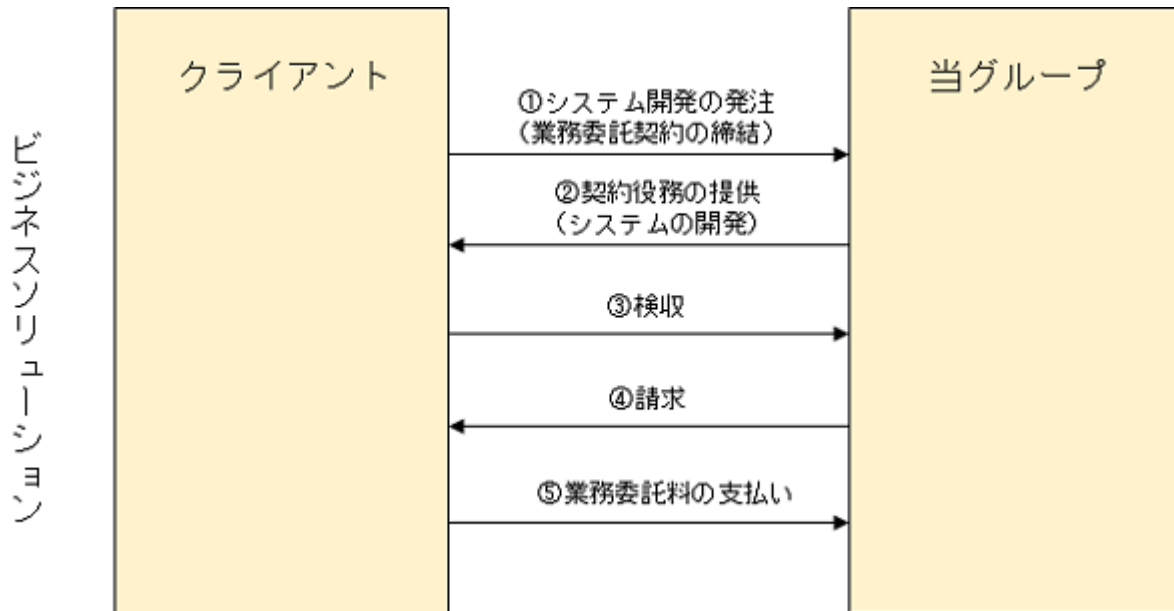 ビジネスソリューション
クライアント
当グループ
①システム開発の発注
（業務委託契約の締結）
②契約役務の提供
（システムの開発）
③検収
④請求
⑤業務委託料の支払い